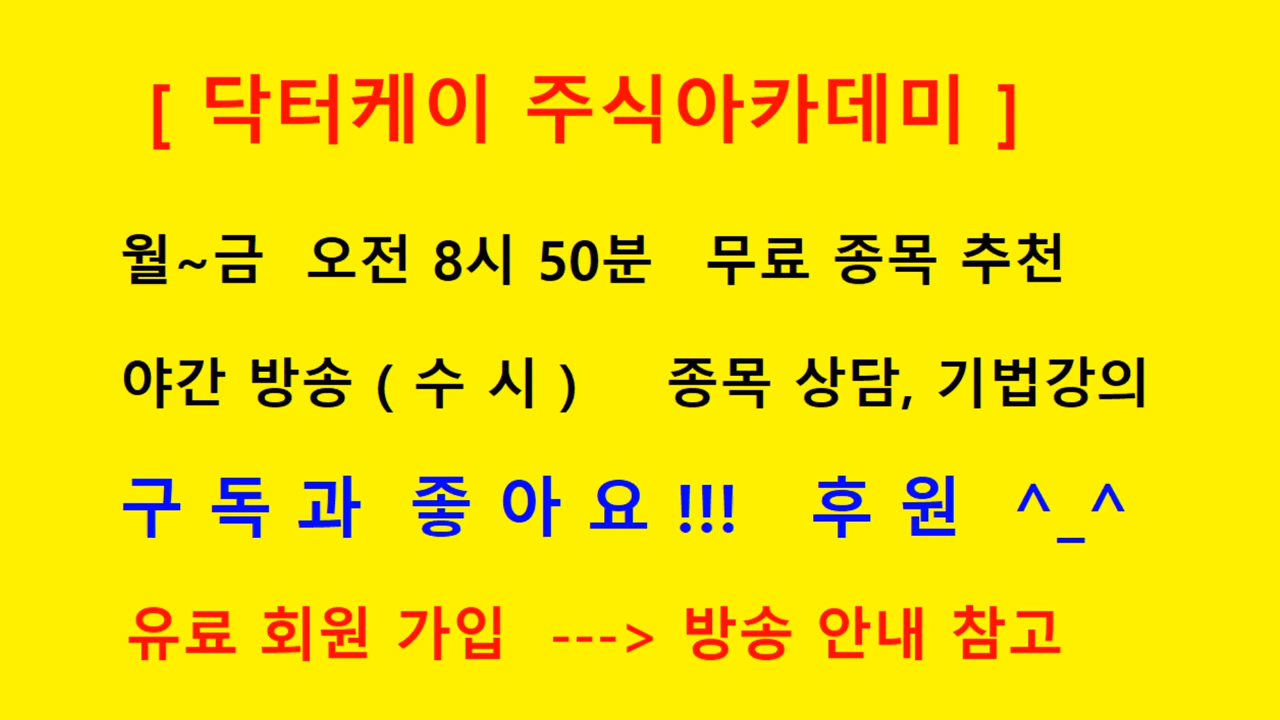 [ 닥터케이 주식아카데미 ]
월~금 오전 8시 50분 무료 종목 추천
야간 방송 ( 수 시 ) 종목 상담, 기법강의
구 독 과 좋 아 요 !!! 후 원 ^_^
유료 회원 가입 ---> 방송 안내 참고